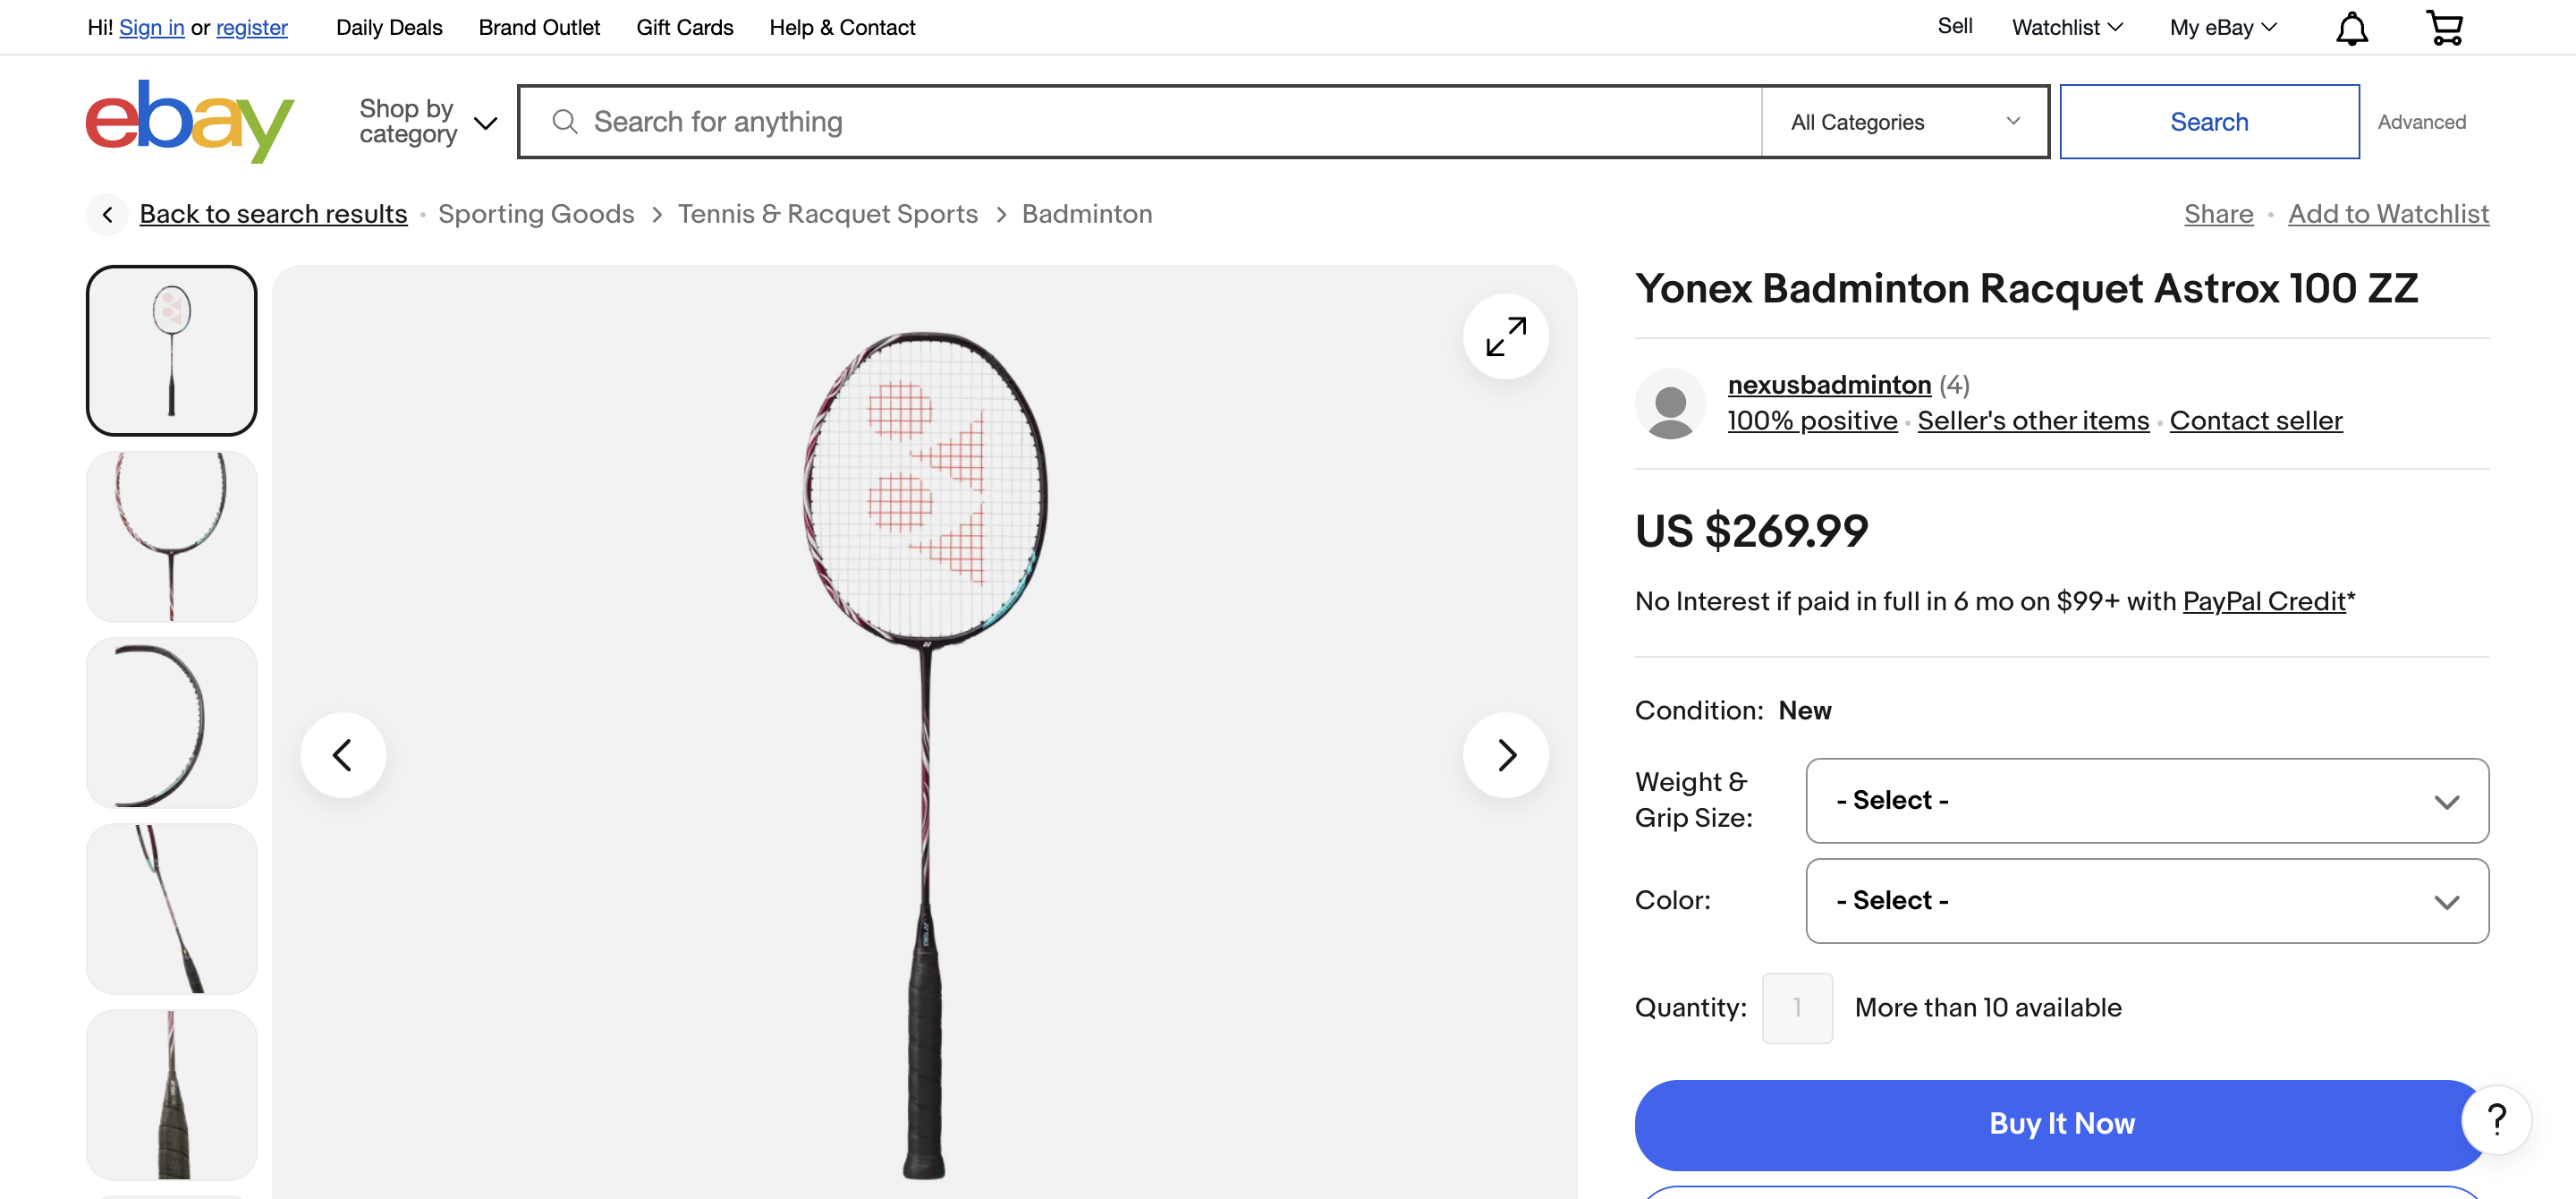 Hi! Sign in or register
Daily Deals
Brand Outlet
Gift Cards
Help & Contact
Sell
Watchlist
My eBay
ebay
Shop by
category
Search for anything
All Categories
Search
Advanced
Back to search results
Sporting Goods
Tennis & Racquet Sports
Badminton
Share
Add to Watchlist
Yonex Badminton Racquet Astrox 100 ZZ
nexusbadminton (4)
100% positive · Seller's other items · Contact seller
US $269.99
No Interest if paid in full in 6 mo on $99+ with PayPal Credit*
Condition: New
Weight &
Grip Size:
- Select -
Color:
- Select -
Quantity: 1 More than 10 available
Buy It Now
?